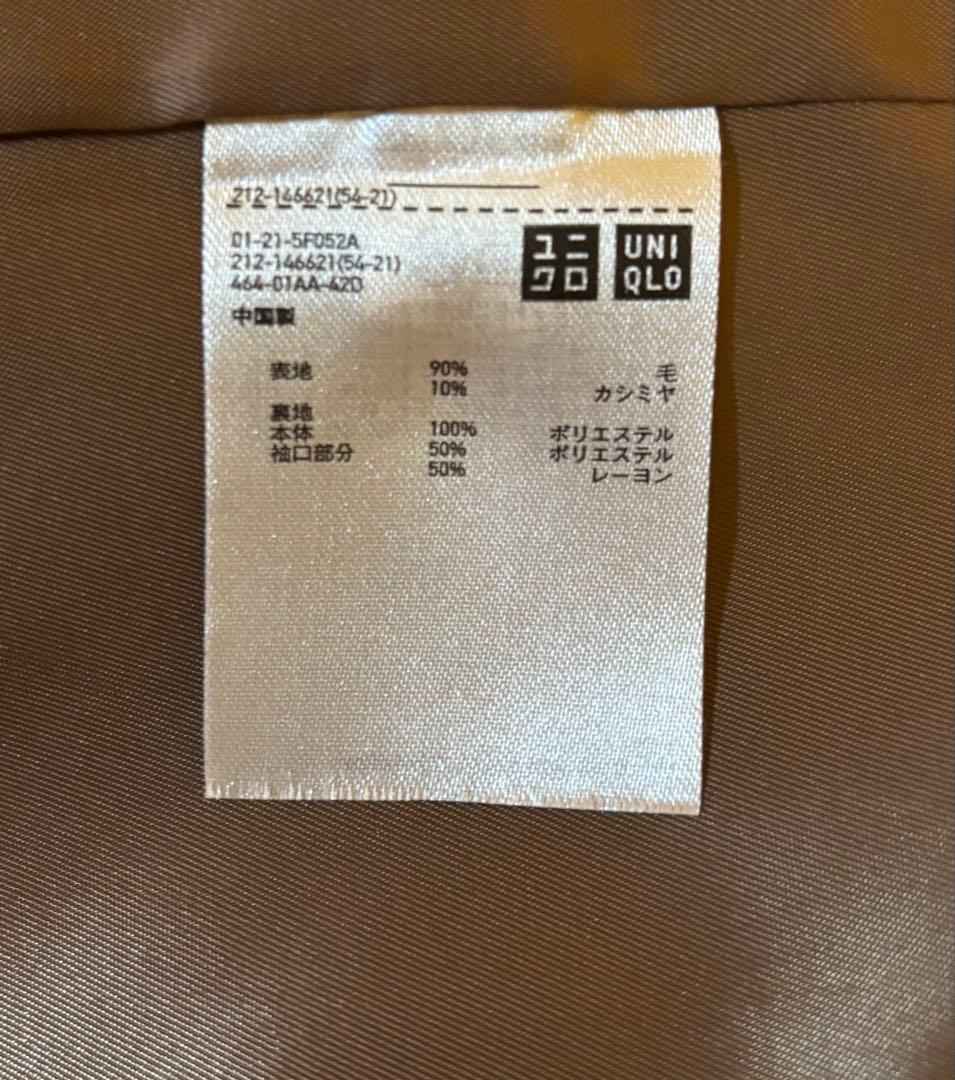 212-146621(54-21)
01-21-5F052A
212-146621(54-21)
464-01AA-42D
中国製
ユニ
クロ
UNI
QLO
表地 90% 毛
10% カシミヤ
裏地
本体 100% ポリエステル
袖口部分 50% ポリエステル
50% レーヨン